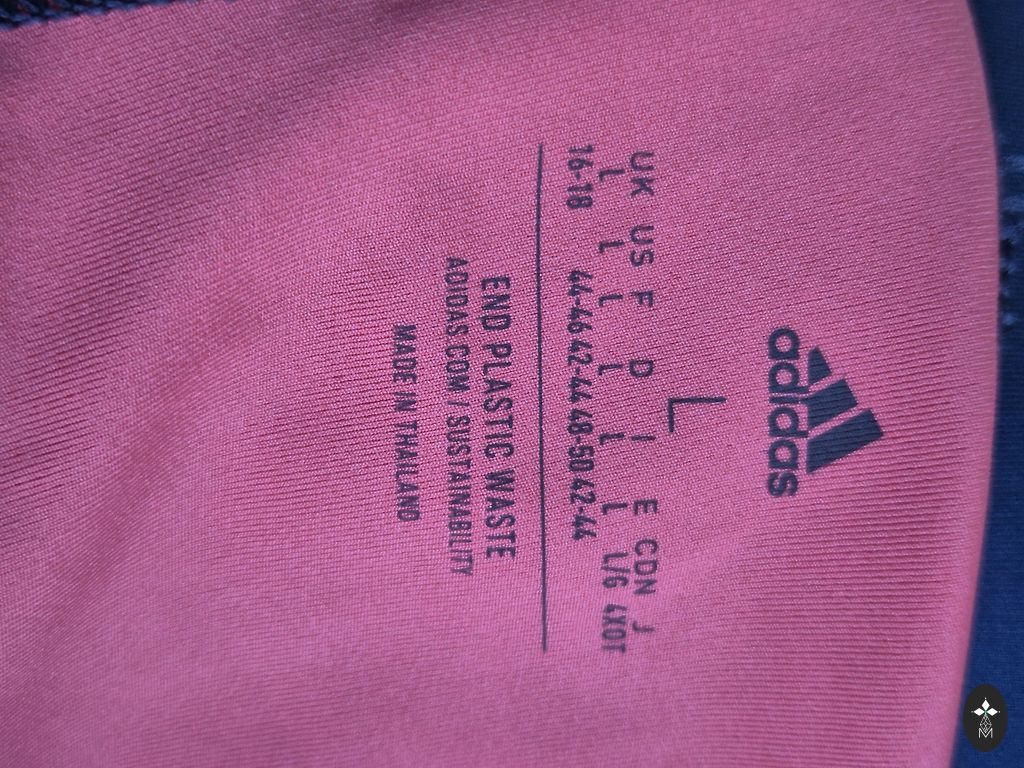 adidas
L
UK US F D I E CDN J
L L L L L L L/G 4XOT
16-18 44-46 42-44 48-50 42-44
END PLASTIC WASTE
ADIDAS.COM / SUSTAINABILITY
MADE IN THAILAND
M